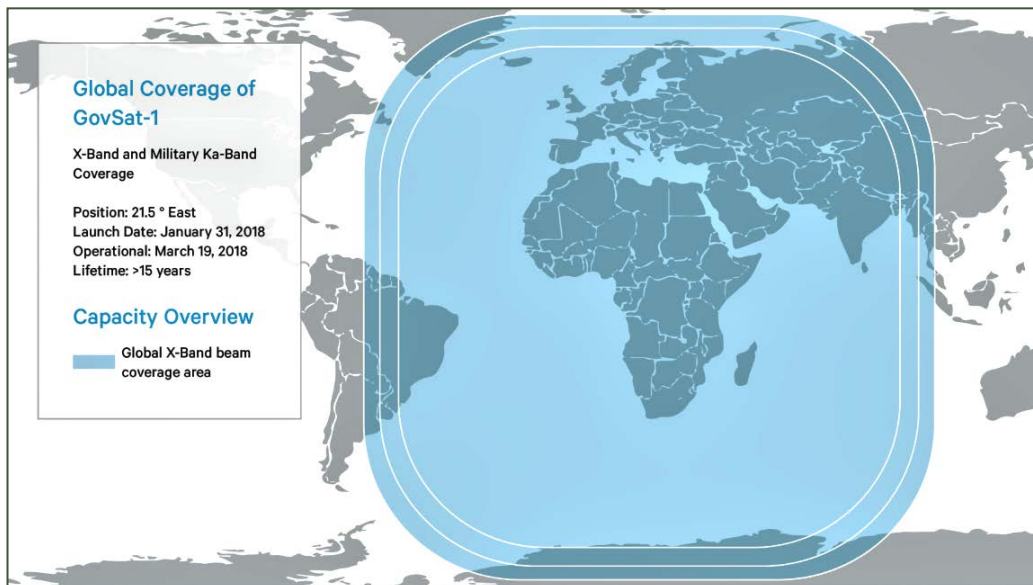 Global Coverage of
GovSat-1
X-Band and Military Ka-Band
Coverage
Position: 21.5 ° East
Launch Date: January 31, 2018
Operational: March 19, 2018
Lifetime: >15 years
Capacity Overview
Global X-Band beam
coverage area